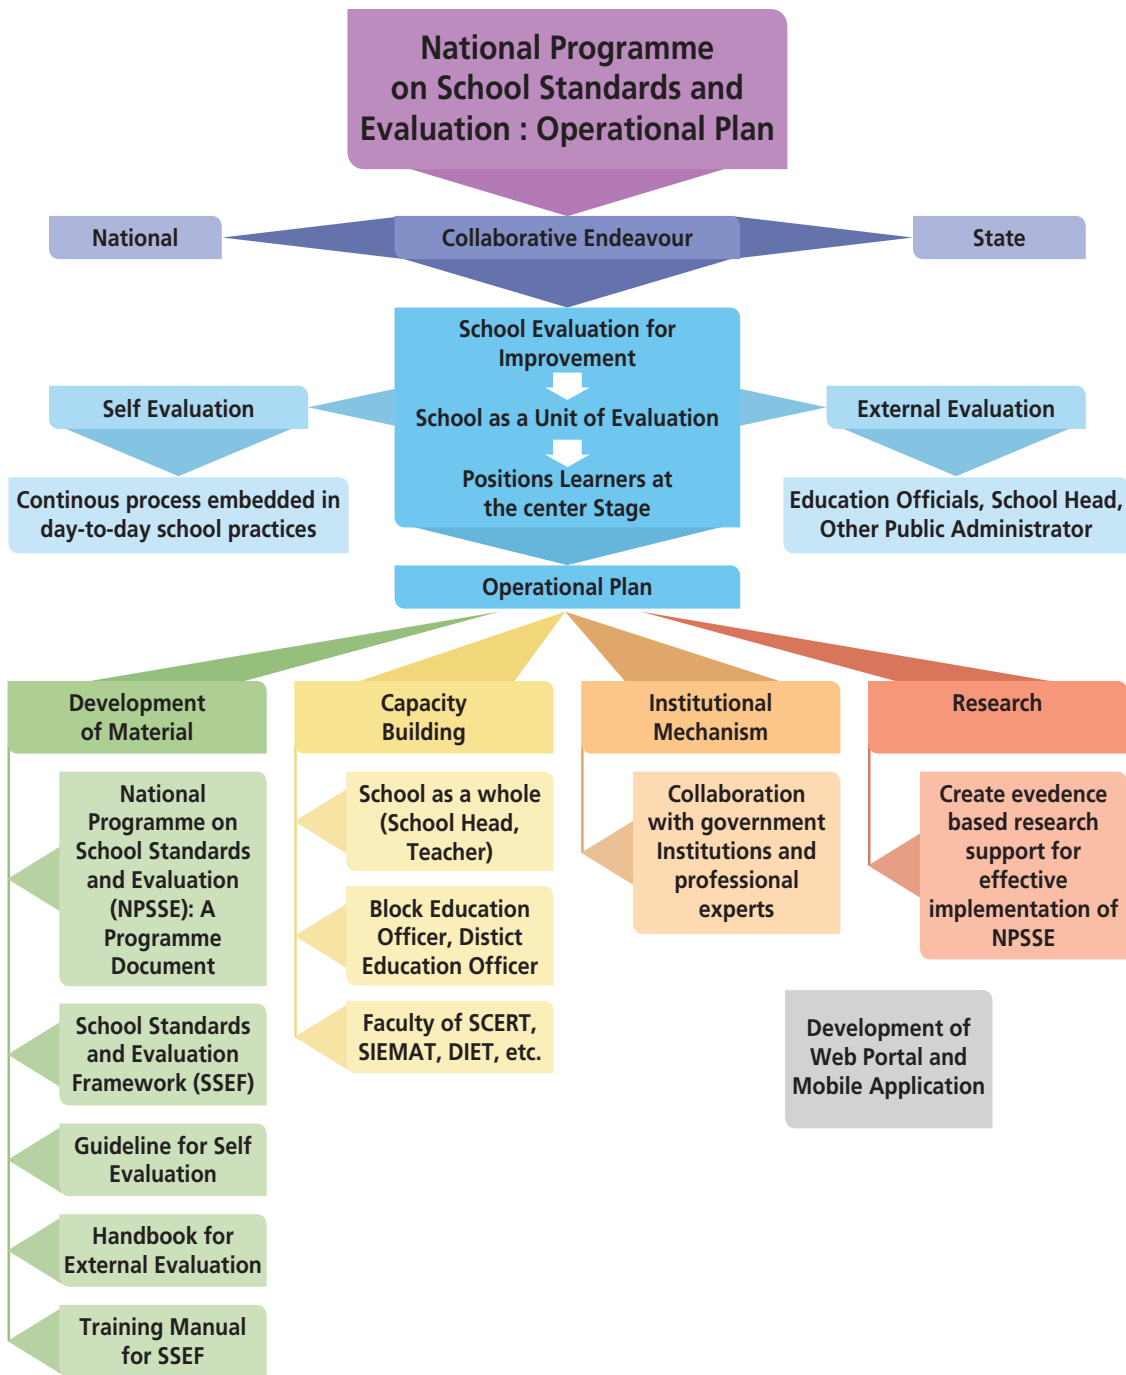 National Programme
on School Standards and
Evaluation : Operational Plan
National
Collaborative Endeavour
State
School Evaluation for
Improvement
School as a Unit of Evaluation
Positions Learners at
the center Stage
Self Evaluation
Continous process embedded in
day-to-day school practices
External Evaluation
Education Officials, School Head,
Other Public Administrator
Operational Plan
Development
of Material
National
Programme on
School Standards
and Evaluation
(NPSSE): A
Programme
Document
School Standards
and Evaluation
Framework (SSEF)
Guideline for Self
Evaluation
Handbook for
External Evaluation
Training Manual
for SSEF
Capacity
Building
School as a whole
(School Head,
Teacher)
Block Education
Officer, Distict
Education Officer
Faculty of SCERT,
SIEMAT, DIET, etc.
Institutional
Mechanism
Collaboration
with government
Institutions and
professional
experts
Research
Create evedence
based research
support for
effective
implementation of
NPSSE
Development of
Web Portal and
Mobile Application